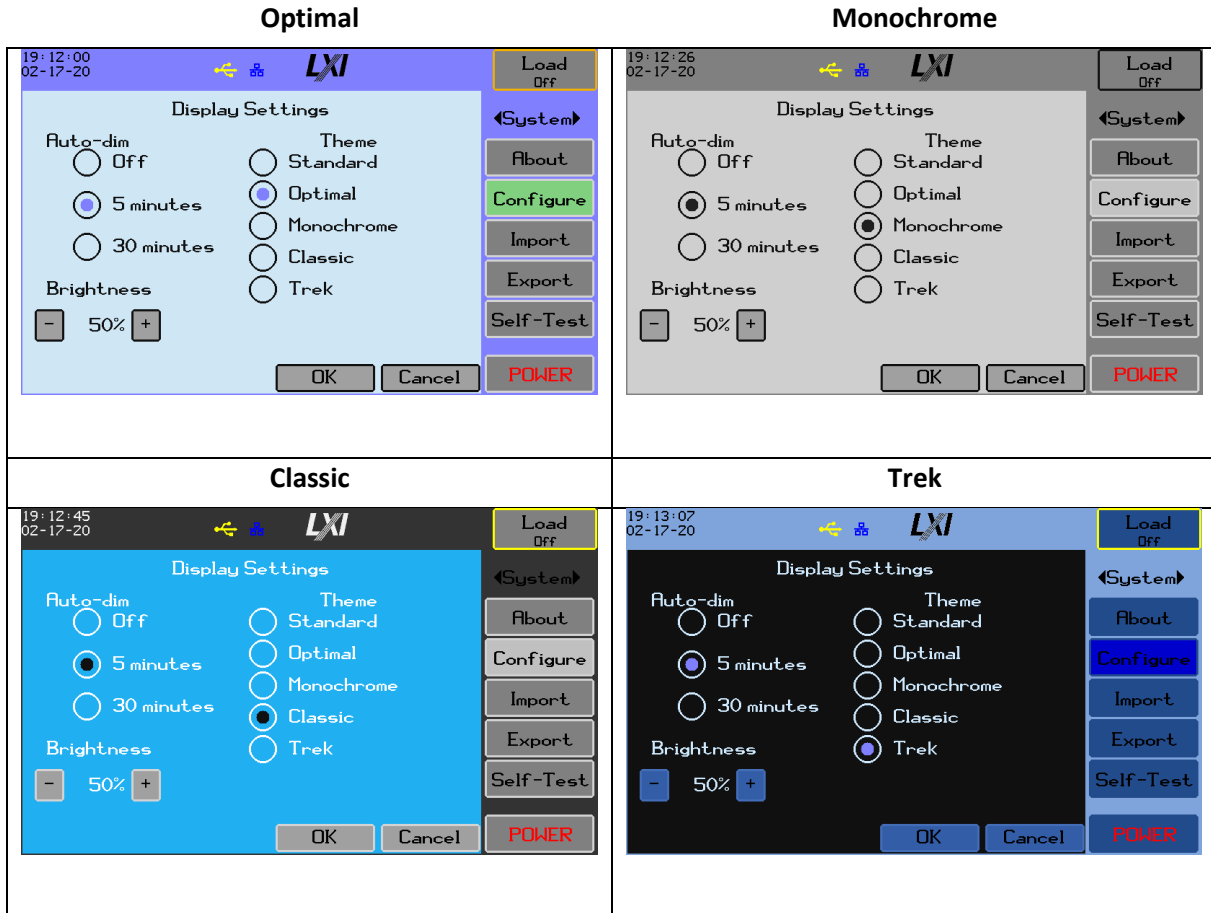 Optimal
19:12:00
02-17-20
LXI
Load
Off
Display Settings
◀System▶
Auto-dim
Theme
Off
Standard
About
5 minutes
Optimal
Configure
Monochrome
30 minutes
Classic
Import
Brightness
Trek
Export
- 50% +
Self-Test
OK
Cancel
POWER
Monochrome
19:12:26
02-17-20
LXI
Load
Off
Display Settings
◀System▶
Auto-dim
Theme
Off
Standard
About
5 minutes
Optimal
Configure
Monochrome
30 minutes
Classic
Import
Brightness
Trek
Export
- 50% +
Self-Test
OK
Cancel
POWER
Classic
19:12:45
02-17-20
LXI
Load
Off
Display Settings
◀System▶
Auto-dim
Theme
Off
Standard
About
5 minutes
Optimal
Configure
Monochrome
30 minutes
Classic
Import
Brightness
Trek
Export
- 50% +
Self-Test
OK
Cancel
POWER
Trek
19:13:07
02-17-20
LXI
Load
Off
Display Settings
◀System▶
Auto-dim
Theme
Off
Standard
About
5 minutes
Optimal
Configure
Monochrome
30 minutes
Classic
Import
Brightness
Trek
Export
- 50% +
Self-Test
OK
Cancel
POWER